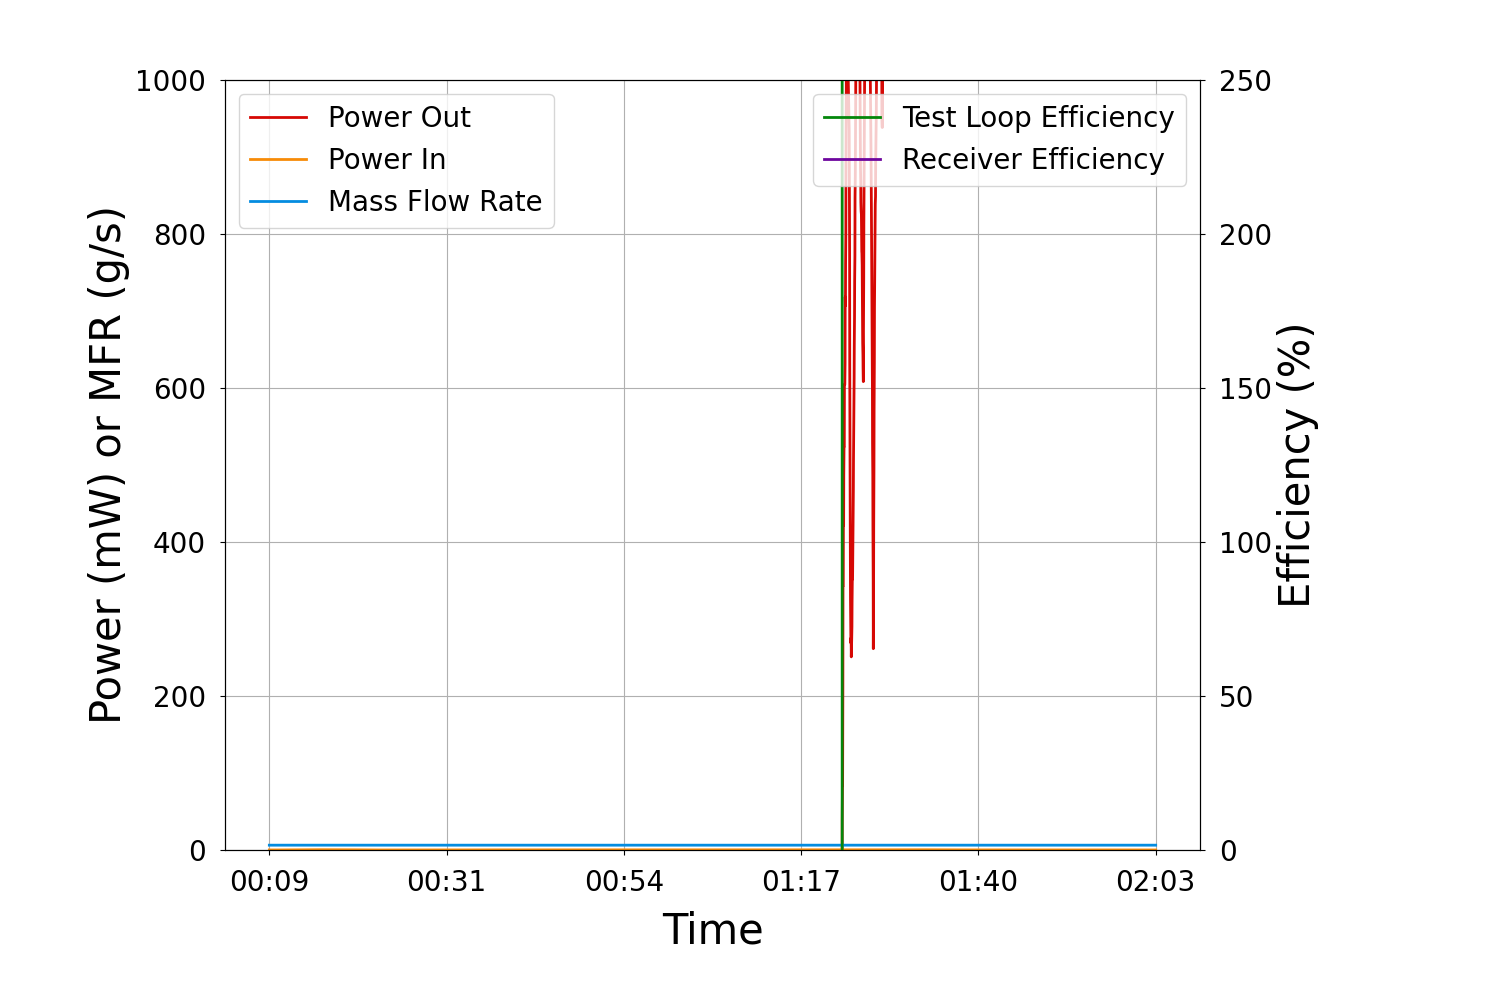 1000
800
600
400
200
0
Power (mW) or MFR (g/s)
Power Out
Power In
Mass Flow Rate
Test Loop Efficiency
Receiver Efficiency
250
200
150
100
50
0
Efficiency (%)
00:09 00:31 00:54 01:17 01:40 02:03
Time